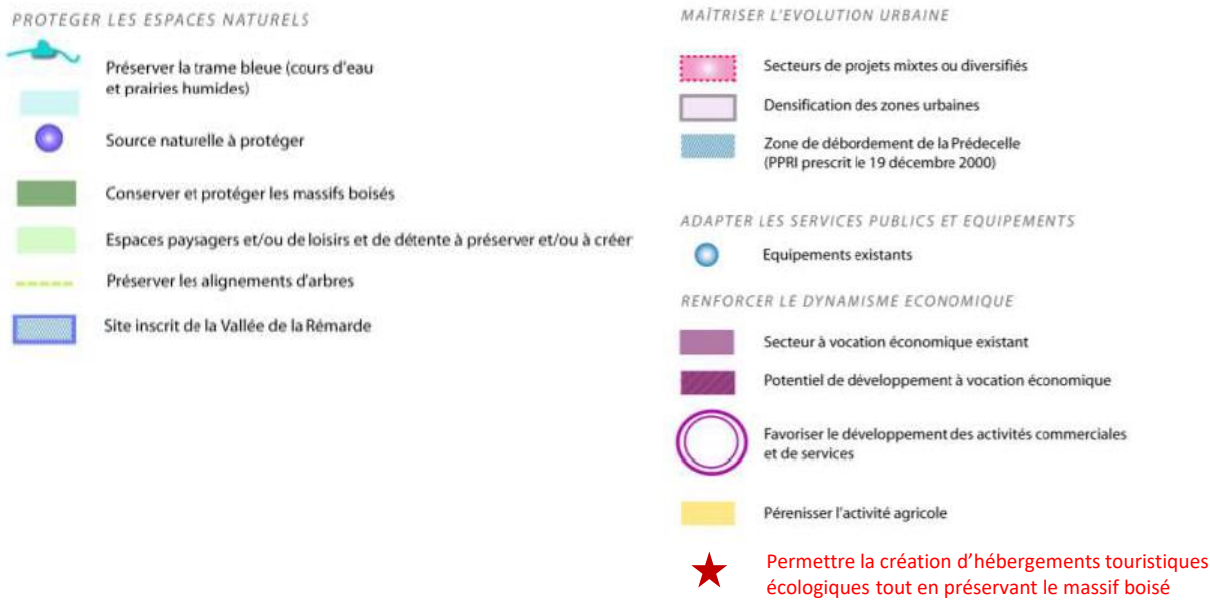 PROTEGER LES ESPACES NATURELS
Préserver la trame bleue (cours d'eau
et prairies humides)
Source naturelle à protéger
Conserver et protéger les massifs boisés
Espaces paysagers et/ou de loisirs et de détente à préserver et/ou à créer
Préserver les alignements d'arbres
Site inscrit de la Vallée de la Rémarde
MAÎTRISER L'EVOLUTION URBAINE
Secteurs de projets mixtes ou diversifiés
Densification des zones urbaines
Zone de débordement de la Prédecelle
(PPRI prescrit le 19 décembre 2000)
ADAPTER LES SERVICES PUBLICS ET EQUIPEMENTS
Equipements existants
RENFORCER LE DYNAMISME ECONOMIQUE
Secteur à vocation économique existant
Potentiel de développement à vocation économique
Favoriser le développement des activités commerciales
et de services
Pérenisser l'activité agricole
Permettre la création d’hébergements touristiques
écologiques tout en préservant le massif boisé